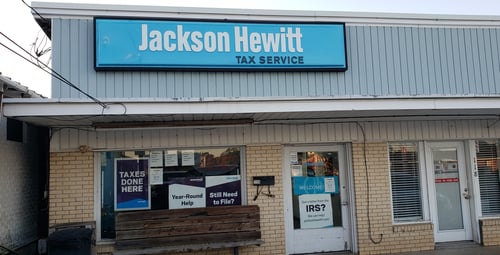 Jackson Hewitt
TAX SERVICE
TAXES
DONE
HERE
Year-Round
Help
Still Need
to File?
WELCOME
IRS?